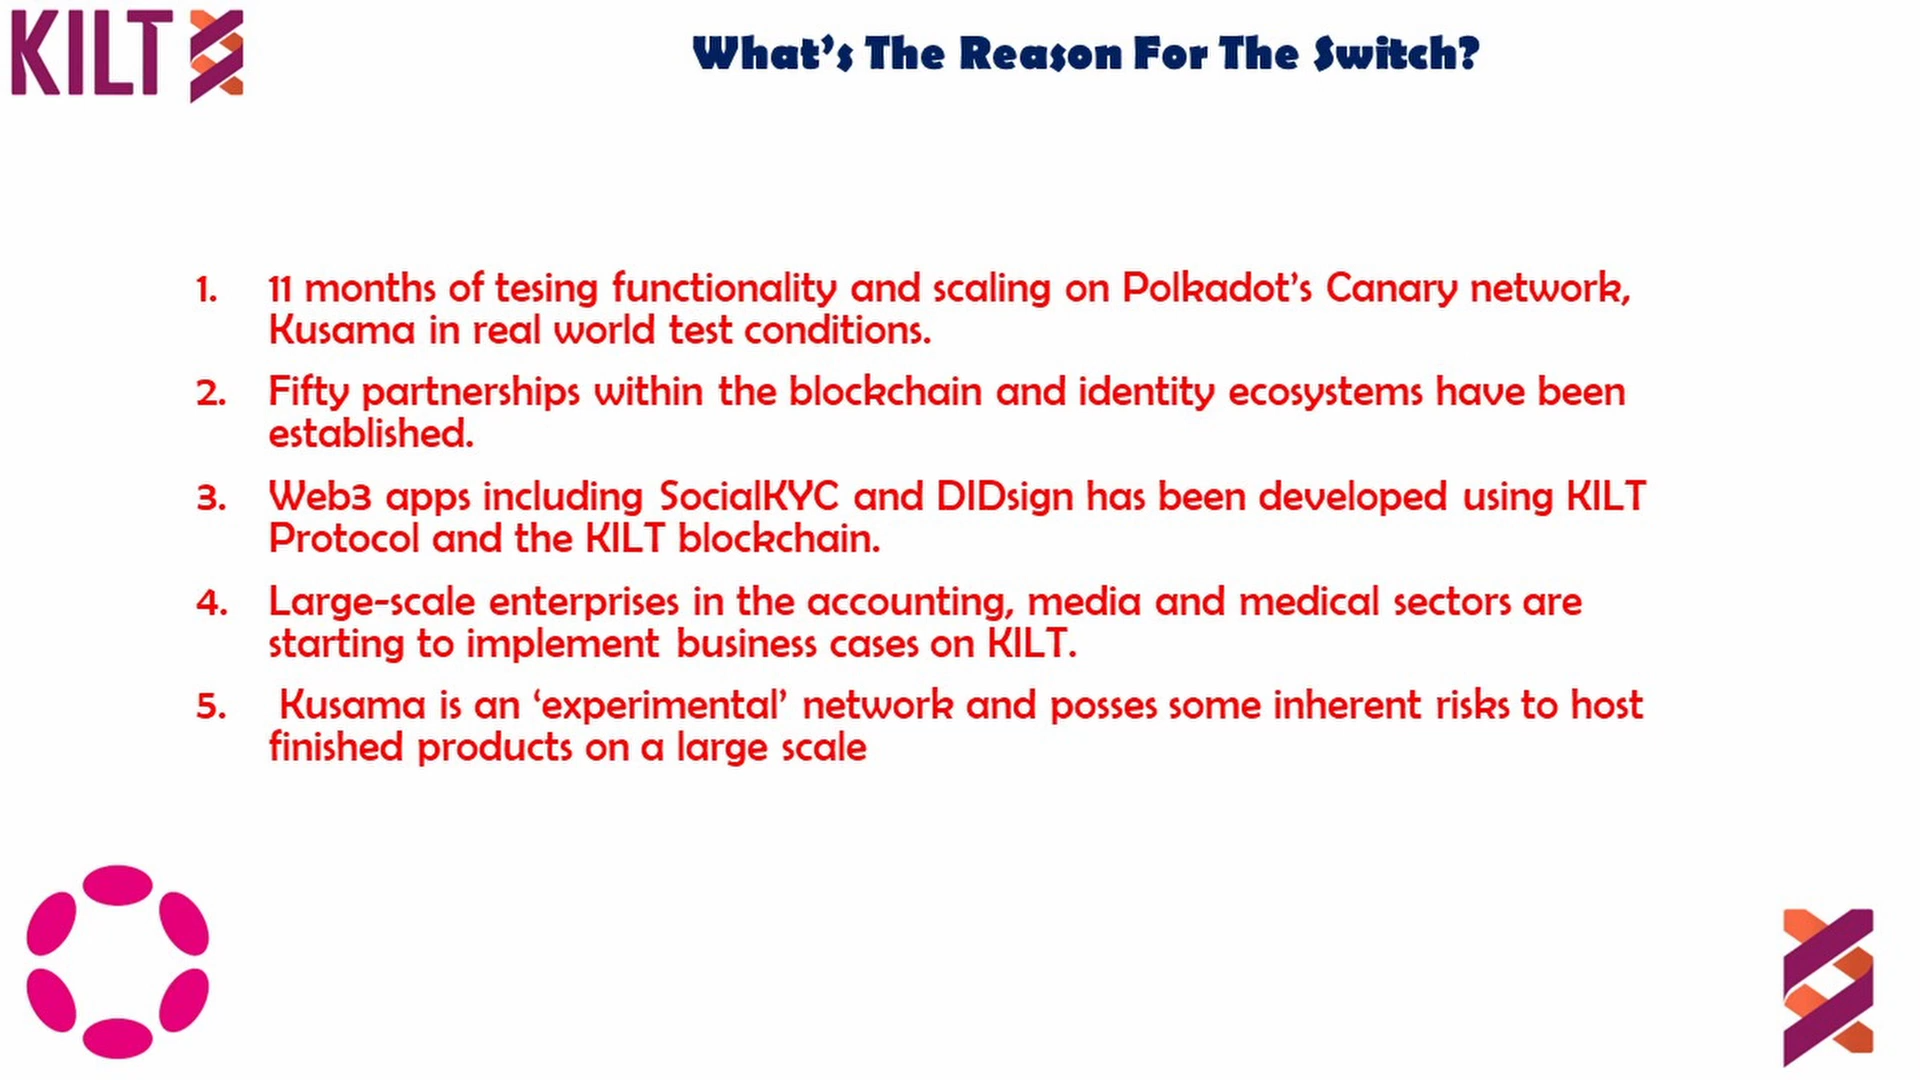 KILT
What's The Reason For The Switch?
1. 11 months of tesing functionality and scaling on Polkadot's Canary network,
Kusama in real world test conditions.
2. Fifty partnerships within the blockchain and identity ecosystems have been
established.
3. Web3 apps including SocialKYC and DIDsign has been developed using KILT
Protocol and the KILT blockchain.
4. Large-scale enterprises in the accounting, media and medical sectors are
starting to implement business cases on KILT.
5. Kusama is an ‘experimental’ network and posses some inherent risks to host
finished products on a large scale